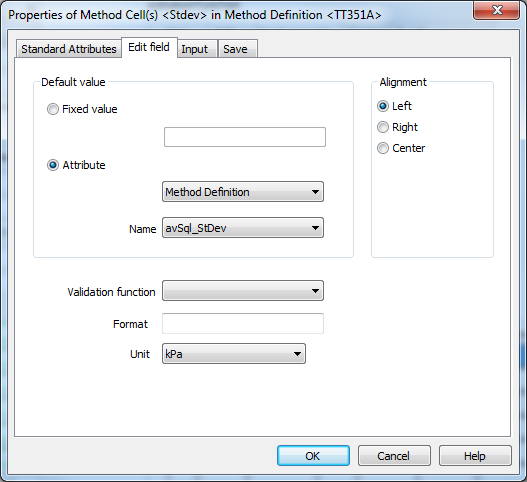 Properties of Method Cell(s) <Stdev> in Method Definition <TT351A>
Standard Attributes Edit field Input Save
Default value
Fixed value
Attribute
Method Definition
Name avSql_StDev
Alignment
Left
Right
Center
Validation function
Format
Unit kPa
OK Cancel Help